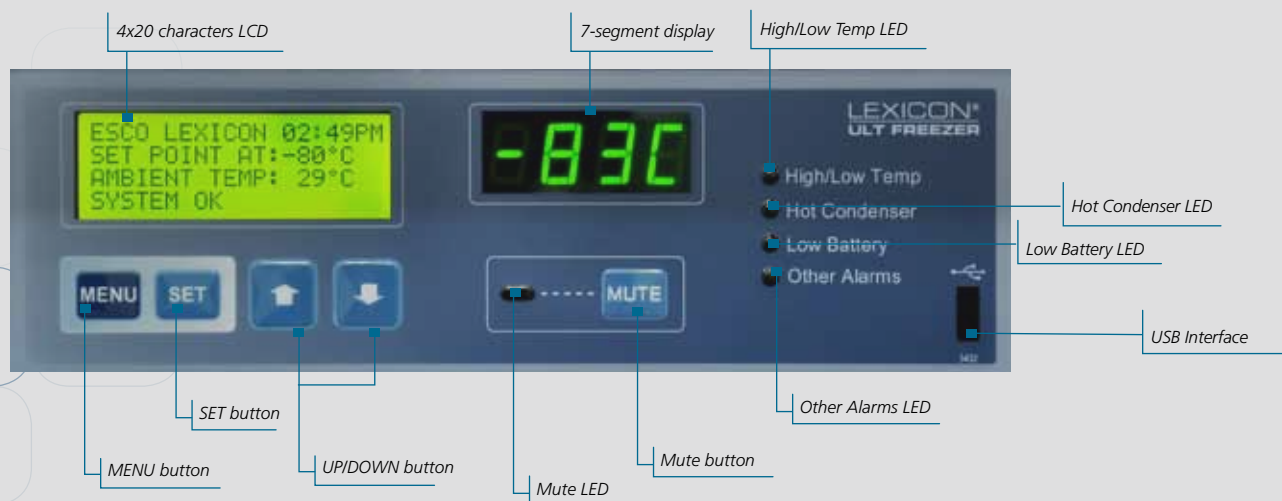 4x20 characters LCD
7-segment display
High/Low Temp LED
ESCO LEXICON 02:49PM
SET POINT AT:-80°C
AMBIENT TEMP: 29°C
SYSTEM OK
-83C
LEXICON®
ULT FREEZER
High/Low Temp
Hot Condenser
Low Battery
Other Alarms
Hot Condenser LED
Low Battery LED
MENU
SET
MUTE
USB Interface
SET button
Other Alarms LED
MENU button
UP/DOWN button
Mute button
Mute LED